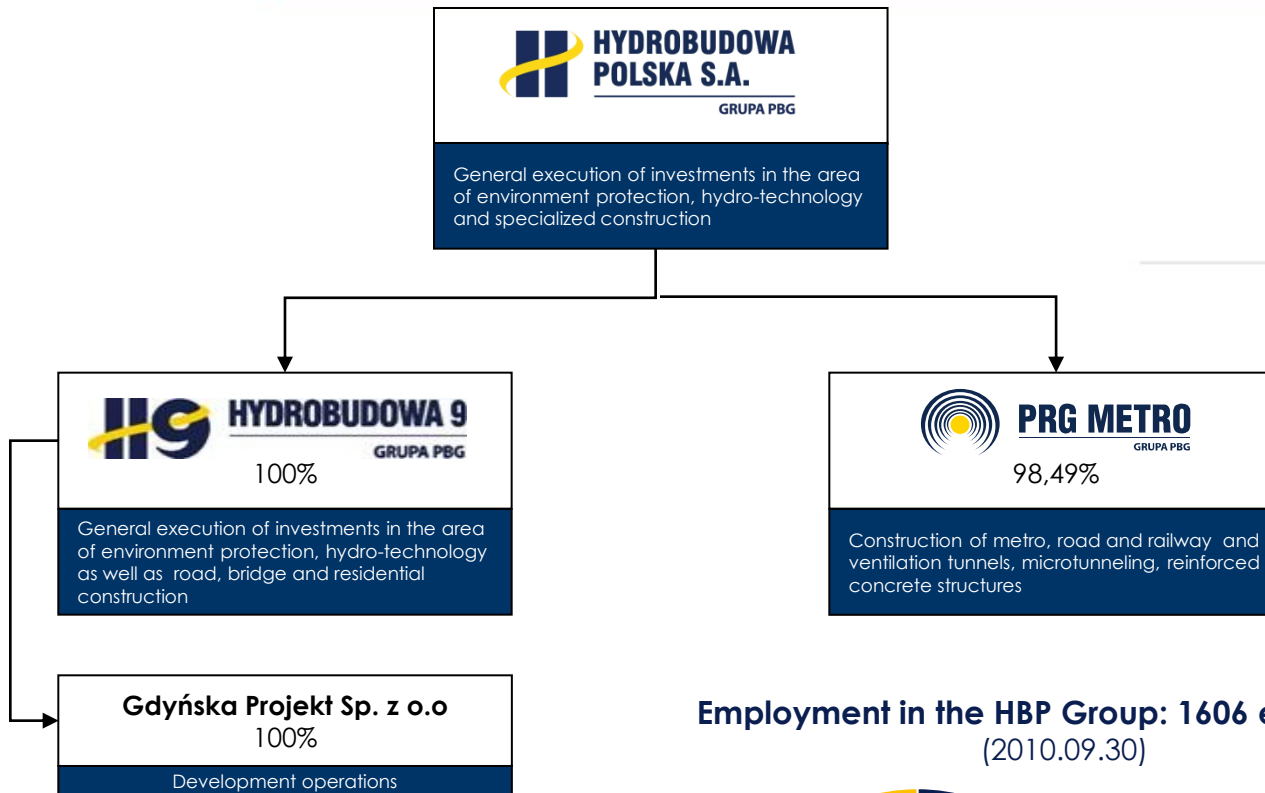 HYDROBUDOWA
POLSKA S.A.
GRUPA PBG
General execution of investments in the area
of environment protection, hydro-technology
and specialized construction
H9 HYDROBUDOWA 9
GRUPA PBG
100%
General execution of investments in the area
of environment protection, hydro-technology
as well as road, bridge and residential
construction
PRG METRO
GRUPA PBG
98,49%
Construction of metro, road and railway and
ventilation tunnels, microtunneling, reinforced
concrete structures
Gdyńska Projekt Sp. z o.o
100%
Development operations
Employment in the HBP Group: 1606
(2010.09.30)